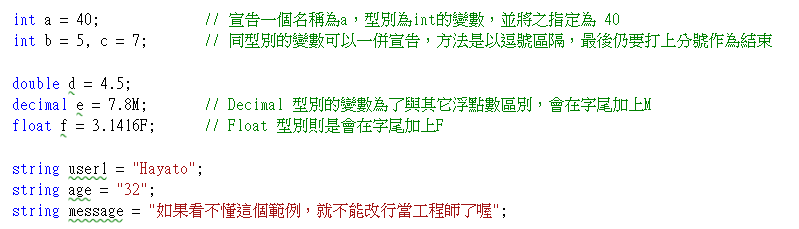 int a = 40;             // 宣告一個名稱為a，型別為int的變數，並將之指定為 40
int b = 5, c = 7;       // 同型別的變數可以一併宣告，方法是以逗號區隔，最後仍要打上分號作為結束
double d = 4.5;
decimal e = 7.8M;       // Decimal 型別的變數為了與其它浮點數區別，會在字尾加上M
float f = 3.1416F;      // Float 型別則是會在字尾加上F
string user1 = "Hayato";
string age = "32";
string message = "如果看不懂這個範例，就不能改行當工程師了喔";